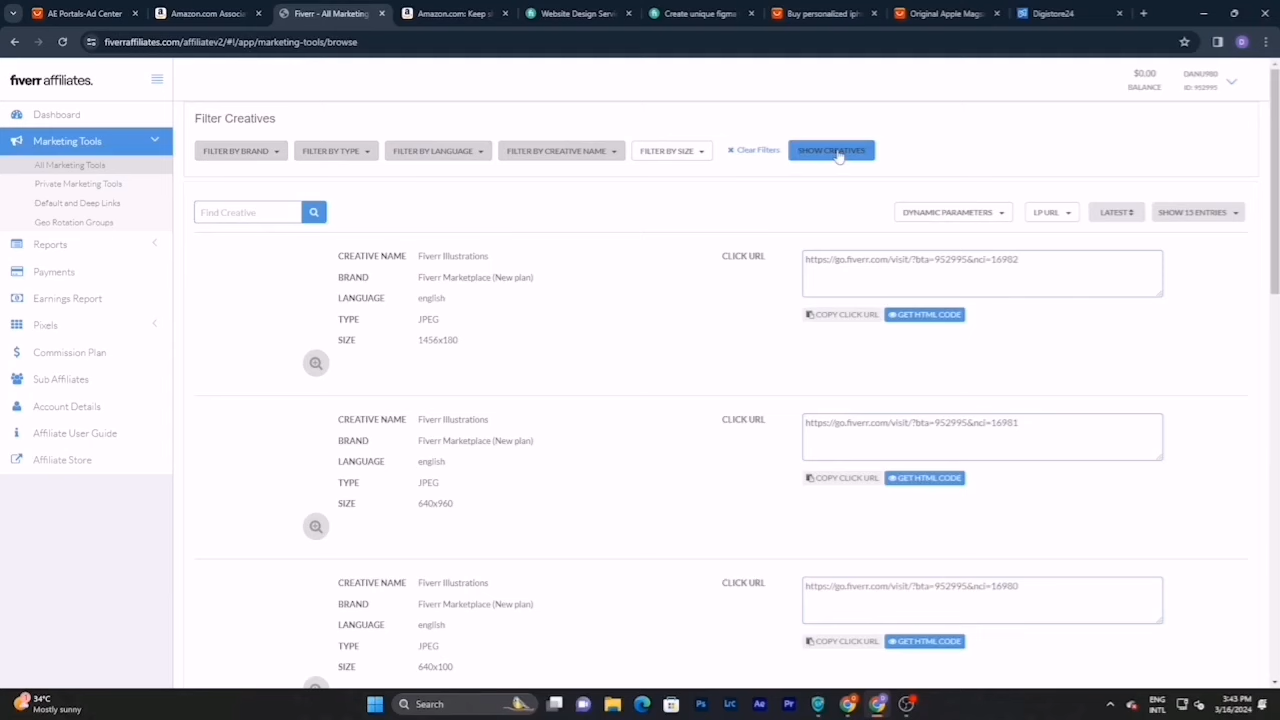 AE Portals-Ad Center
Amazon Associ
Fiverr - All Marketing
Amazon.com: Keep s
Website Design Serv
Create unique figm
Buy personalized ip
Original Apple Mags
Digistore24
fiverraffiliates.com/affiliatev2/#!/app/marketing-tools/browse
D
fiverr affiliates.
$0.00
BALANCE
DANU980
ID: 952995
Dashboard
Marketing Tools
All Marketing Tools
Private Marketing Tools
Default and Deep Links
Geo Rotation Groups
Reports
Payments
Earnings Report
Pixels
Commission Plan
Sub Affiliates
Account Details
Affiliate User Guide
Affiliate Store
Filter Creatives
FILTER BY BRAND
FILTER BY TYPE
FILTER BY LANGUAGE
FILTER BY CREATIVE NAME
FILTER BY SIZE
Clear Filters
SHOW CREATIVES
Find Creative
DYNAMIC PARAMETERS
LP URL
LATEST
SHOW 15 ENTRIES
CREATIVE NAME Fiverr Illustrations
BRAND Fiverr Marketplace (New plan)
LANGUAGE english
TYPE JPEG
SIZE 1456x180
CLICK URL
https://go.fiverr.com/visit/?bta=952995&nci=16982
COPY CLICK URL
GET HTML CODE
CREATIVE NAME Fiverr Illustrations
BRAND Fiverr Marketplace (New plan)
LANGUAGE english
TYPE JPEG
SIZE 640x960
CLICK URL
https://go.fiverr.com/visit/?bta=952995&nci=16981
COPY CLICK URL
GET HTML CODE
CREATIVE NAME Fiverr Illustrations
BRAND Fiverr Marketplace (New plan)
LANGUAGE english
TYPE JPEG
SIZE 640x100
CLICK URL
https://go.fiverr.com/visit/?bta=952995&nci=16980
COPY CLICK URL
GET HTML CODE
34°C
Mostly sunny
Search
Ps
LrC
Ae
Pr
ENG
INTL
3:43 PM
3/16/2024